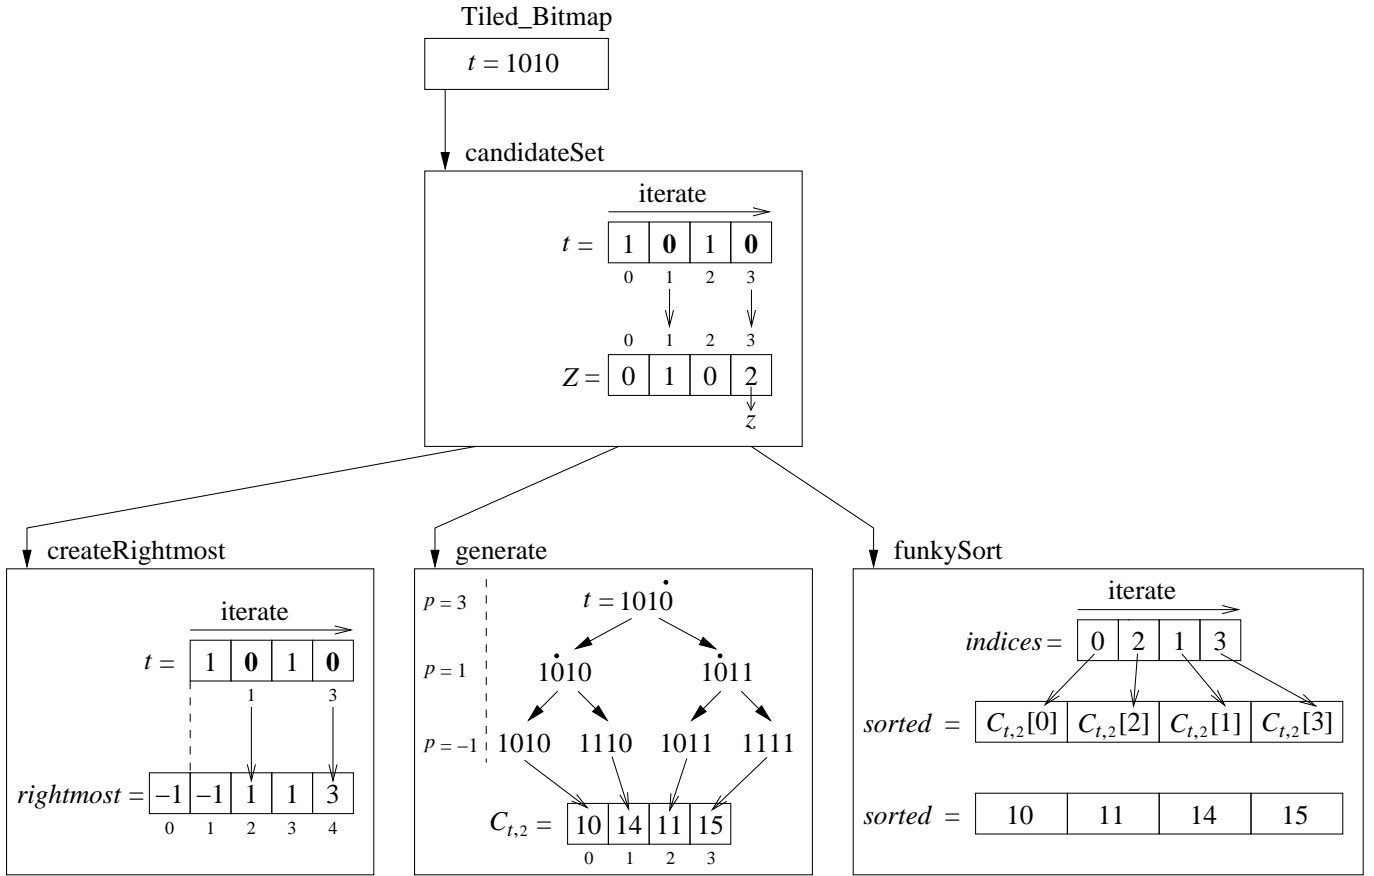 Tiled_Bitmap
t = 1010
candidateSet
iterate
t = 1 0 1 0
0 1 2 3
0 1 2 3
Z = 0 1 0 2
z
createRightmost
iterate
t = 1 0 1 0
1 3
rightmost = −1 −1 1 1 3
0 1 2 3 4
generate
p = 3 t = 1010
p = 1 1010 1011
p = −1 1010 1110 1011 1111
C_{t,2} = 10 14 11 15
0 1 2 3
funkySort
iterate
indices = 0 2 1 3
sorted = C_{t,2}[0] C_{t,2}[2] C_{t,2}[1] C_{t,2}[3]
sorted = 10 11 14 15